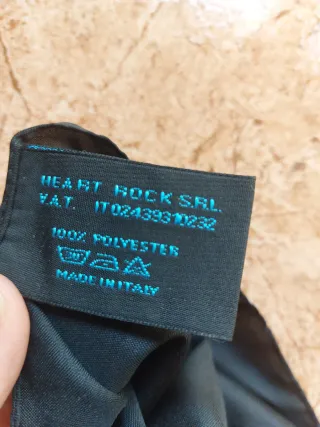 HEART ROCK S.R.L.
V.A.T. IT02439310232
100% POLYESTER
MADE IN ITALY